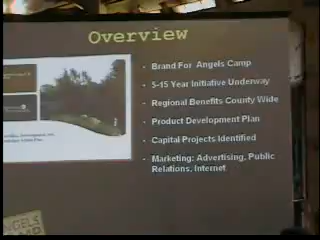 Overview
Brand For Angels Camp
5-15 Year Initiative Underway
Regional Benefits County Wide
Product Development Plan
Capital Projects Identified
Marketing: Advertising, Public
Relations, Internet
ANGELS